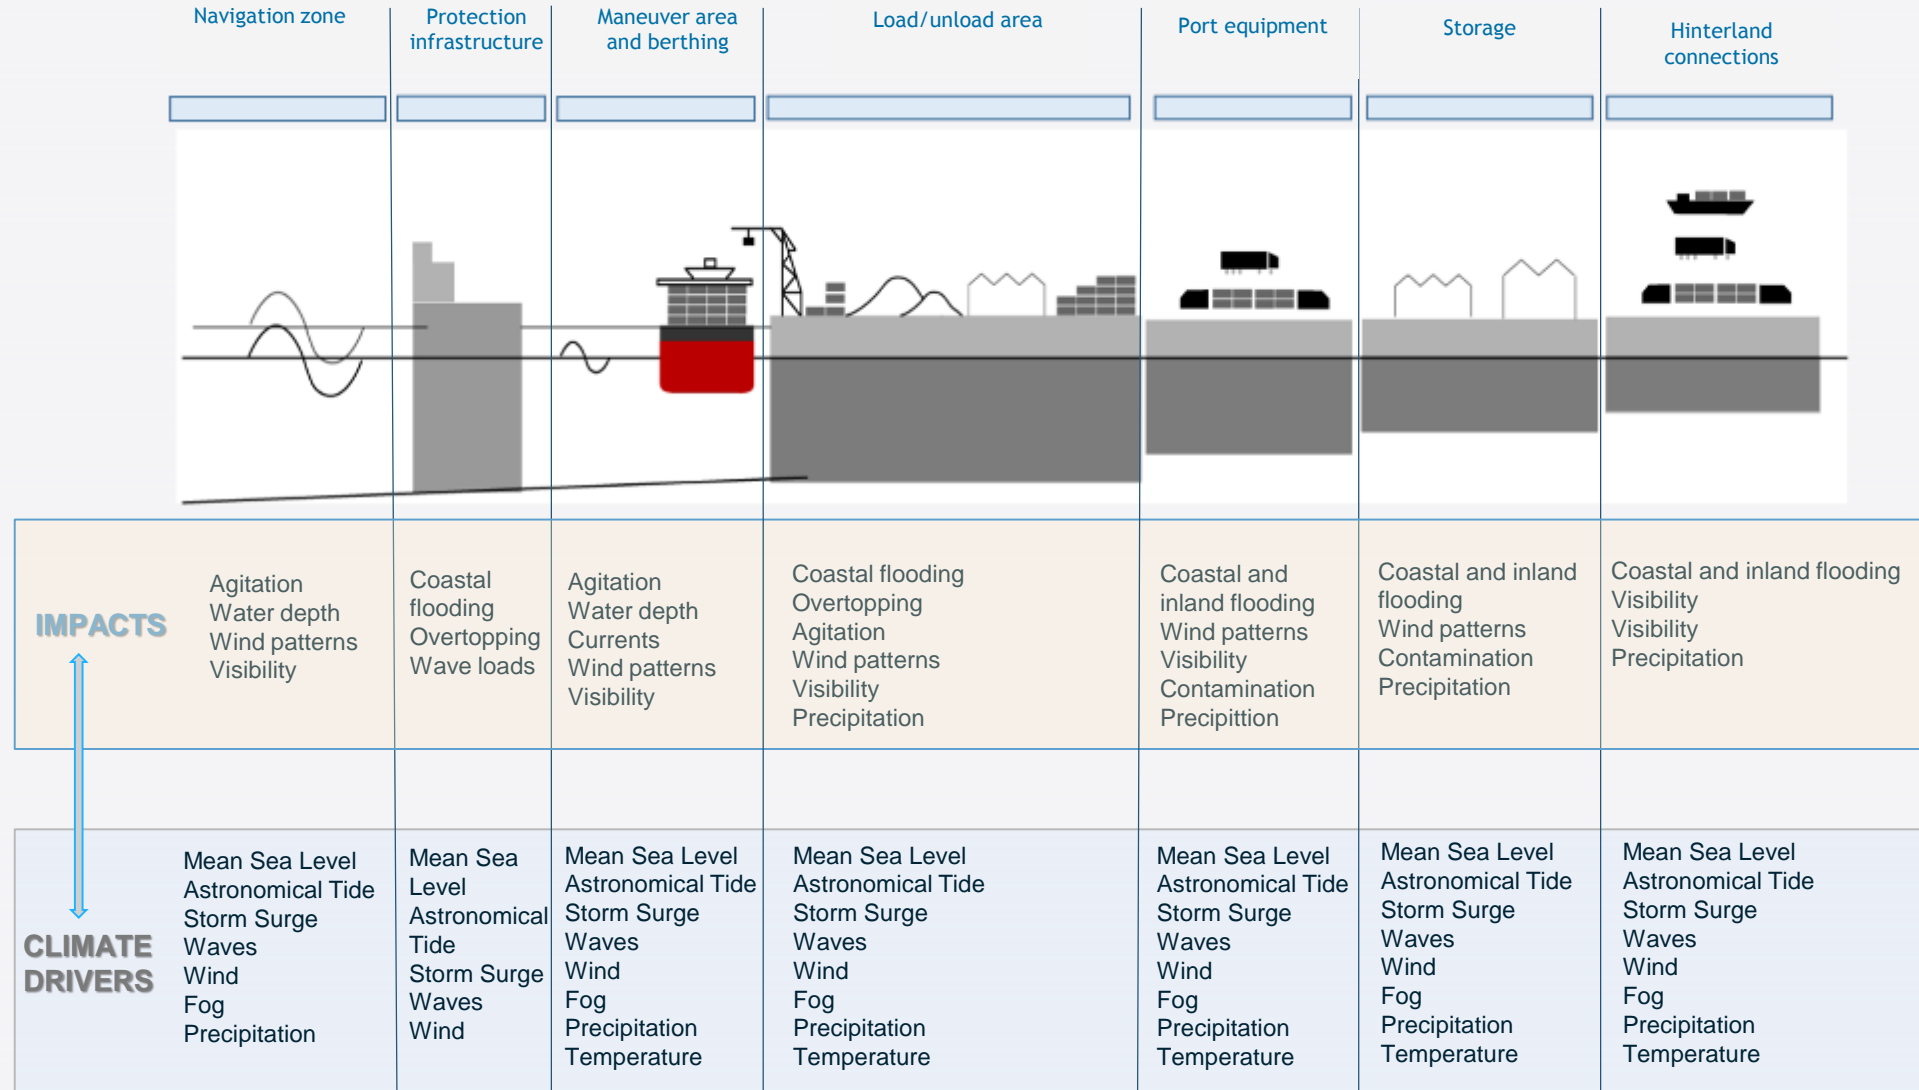 Navigation zone
Protection
infrastructure
Maneuver area
and berthing
Load/unload area
Port equipment
Storage
Hinterland
connections
IMPACTS
Agitation
Water depth
Wind patterns
Visibility
Coastal
flooding
Overtopping
Wave loads
Agitation
Water depth
Currents
Wind patterns
Visibility
Coastal flooding
Overtopping
Agitation
Wind patterns
Visibility
Precipitation
Coastal and
inland flooding
Wind patterns
Visibility
Contamination
Precipittion
Coastal and inland
flooding
Wind patterns
Contamination
Precipitation
Coastal and inland flooding
Visibility
Visibility
Precipitation
CLIMATE
DRIVERS
Mean Sea Level
Astronomical Tide
Storm Surge
Waves
Wind
Fog
Precipitation
Mean Sea
Level
Astronomical
Tide
Storm Surge
Waves
Wind
Mean Sea Level
Astronomical Tide
Storm Surge
Waves
Wind
Fog
Precipitation
Temperature
Mean Sea Level
Astronomical Tide
Storm Surge
Waves
Wind
Fog
Precipitation
Temperature
Mean Sea Level
Astronomical Tide
Storm Surge
Waves
Wind
Fog
Precipitation
Temperature
Mean Sea Level
Astronomical Tide
Storm Surge
Waves
Wind
Fog
Precipitation
Temperature
Mean Sea Level
Astronomical Tide
Storm Surge
Waves
Wind
Fog
Precipitation
Temperature